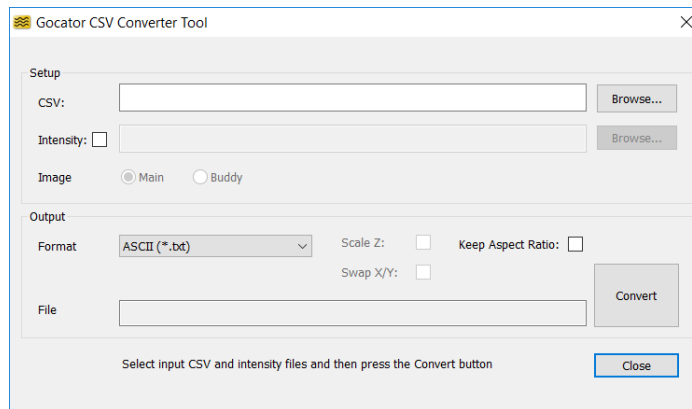 Gocator CSV Converter Tool
Setup
CSV:
Browse...
Intensity:
Browse...
Image
Main
Buddy
Output
Format
ASCII (*.txt)
Scale Z:
Keep Aspect Ratio:
Swap X/Y:
Convert
File
Select input CSV and intensity files and then press the Convert button
Close